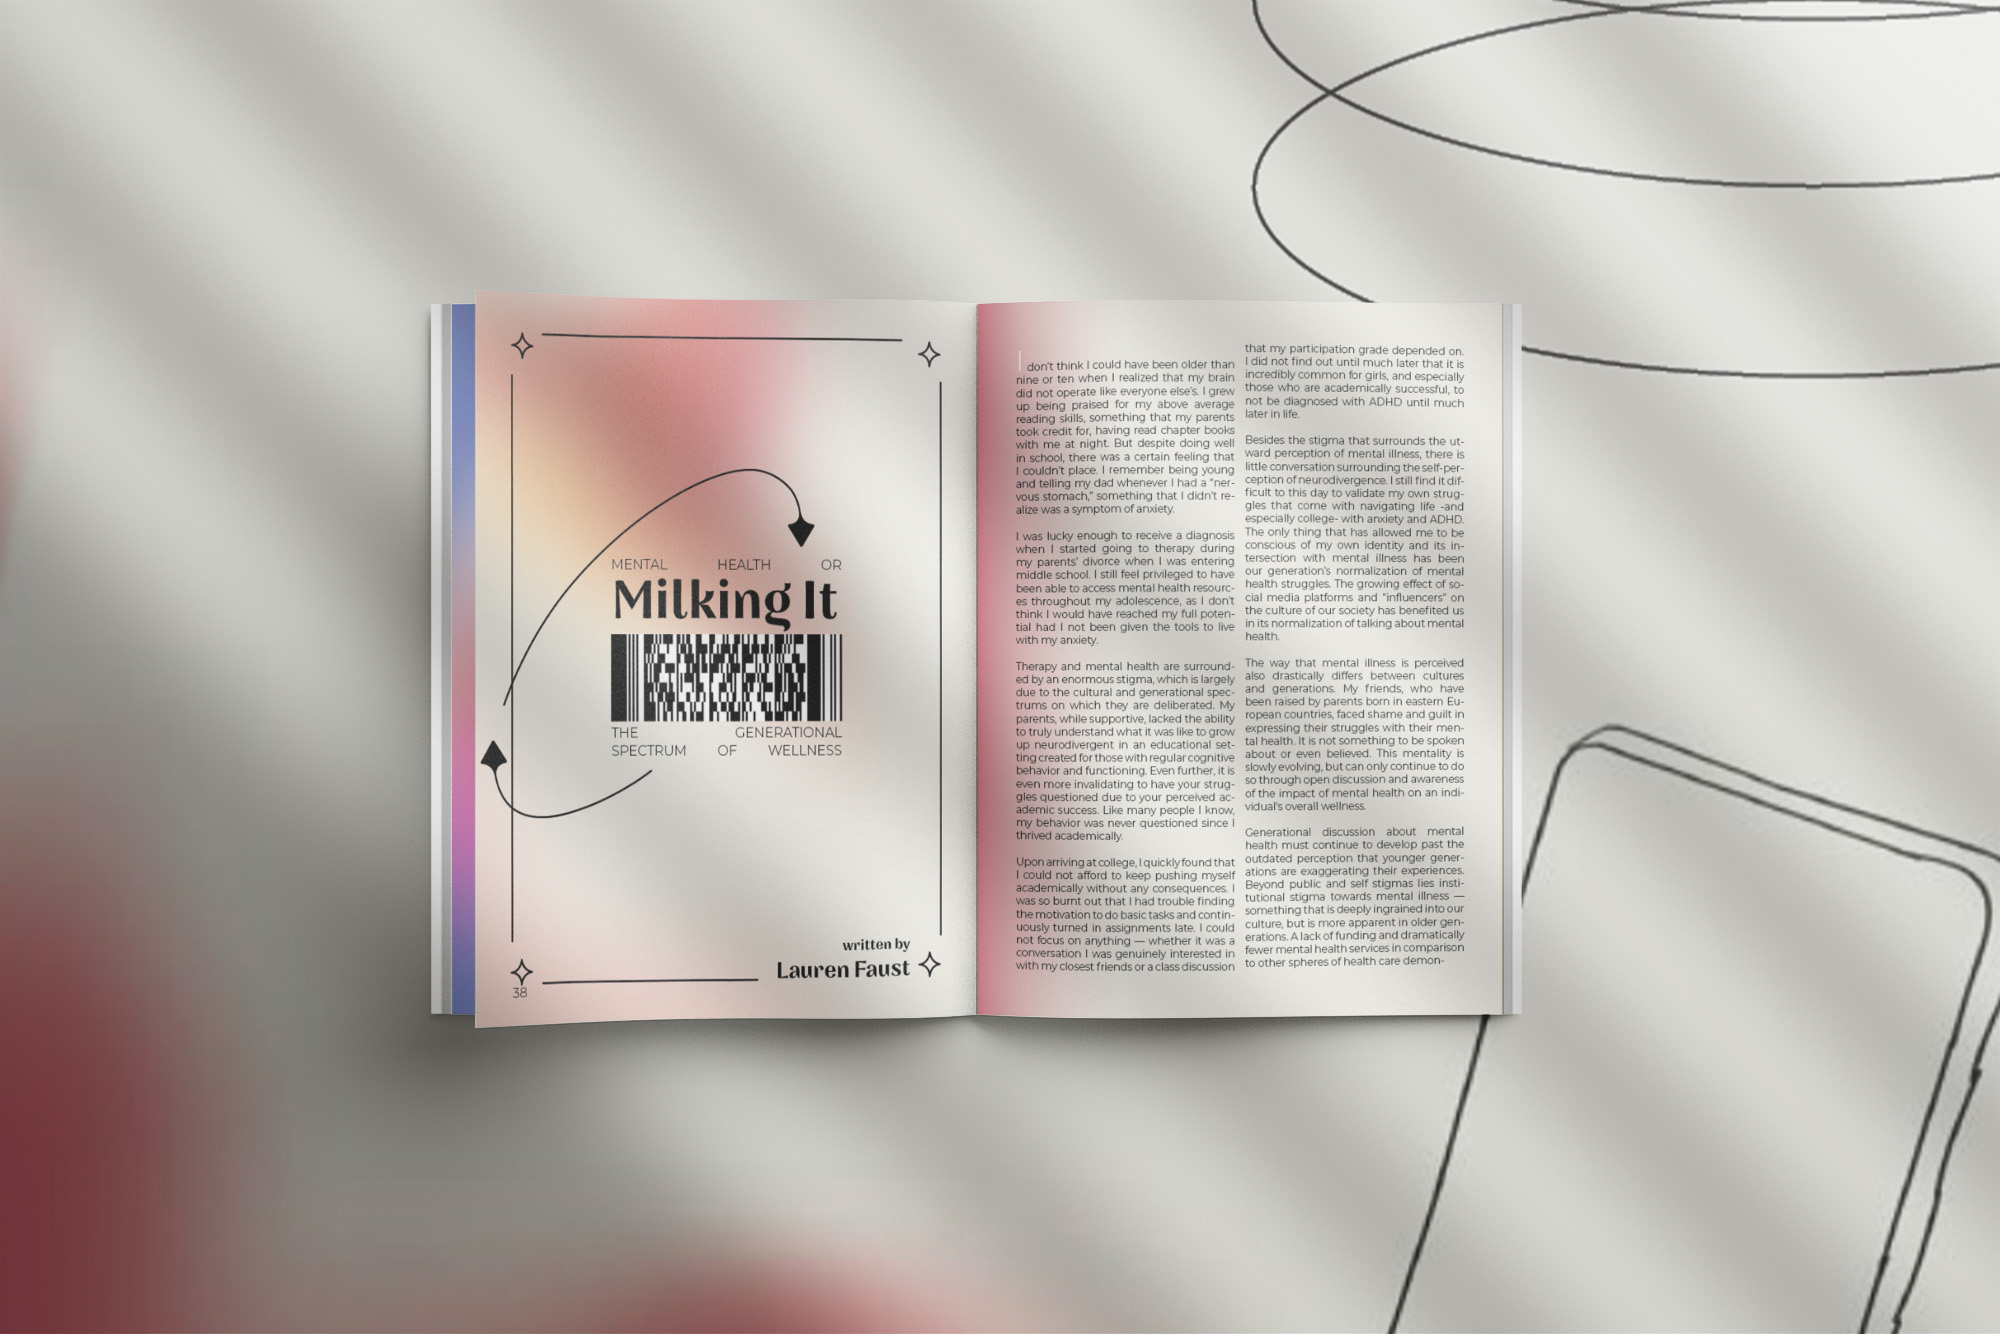 MENTAL HEALTH OR
Milking It
THE GENERATIONAL
SPECTRUM OF WELLNESS
written by
Lauren Faust
38
I don't think I could have been older than
nine or ten when I realized that my brain
did not operate like everyone else's. I grew
up being praised for my above average
reading skills, something that my parents
took credit for, having read chapter books
with me at night. But despite doing well
in school, there was a certain feeling that
I couldn't place. I remember being young
and telling my dad whenever I had a "ner-
vous stomach," something that I didn't re-
alize was a symptom of anxiety.
I was lucky enough to receive a diagnosis
when I started going to therapy during
my parents' divorce when I was entering
middle school. I still feel privileged to have
been able to access mental health resourc-
es throughout my adolescence, as I don't
think I would have reached my full poten-
tial had I not been given the tools to live
with my anxiety.
Therapy and mental health are surround-
ed by an enormous stigma, which is largely
due to the cultural and generational spec-
trums on which they are deliberated. My
parents, while supportive, lacked the ability
to truly understand what it was like to grow
up neurodivergent in an educational set-
ting created for those with regular cognitive
behavior and functioning. Even further, it is
even more invalidating to have your strug-
gles questioned due to your perceived ac-
ademic success. Like many people I know,
my behavior was never questioned since I
thrived academically.
Upon arriving at college, I quickly found that
I could not afford to keep pushing myself
academically without any consequences. I
was so burnt out that I had trouble finding
the motivation to do basic tasks and contin-
uously turned in assignments late. I could
not focus on anything — whether it was a
conversation I was genuinely interested in
with my closest friends or a class discussion
that my participation grade depended on.
I did not find out until much later that it is
incredibly common for girls, and especially
those who are academically successful, to
not be diagnosed with ADHD until much
later in life.
Besides the stigma that surrounds the ut-
ward perception of mental illness, there is
little conversation surrounding the self-per-
ception of neurodivergence. I still find it dif-
ficult to this day to validate my own strug-
gles that come with navigating life -and
especially college- with anxiety and ADHD.
The only thing that has allowed me to be
conscious of my own identity and its in-
tersection with mental illness has been
our generation's normalization of mental
health struggles. The growing effect of so-
cial media platforms and "influencers" on
the culture of our society has benefited us
in its normalization of talking about mental
health.
The way that mental illness is perceived
also drastically differs between cultures
and generations. My friends, who have
been raised by parents born in eastern Eu-
ropean countries, faced shame and guilt in
expressing their struggles with their men-
tal health. It is not something to be spoken
about or even believed. This mentality is
slowly evolving, but can only continue to do
so through open discussion and awareness
of the impact of mental health on an indi-
vidual's overall wellness.
Generational discussion about mental
health must continue to develop past the
outdated perception that younger gener-
ations are exaggerating their experiences.
Beyond public and self stigmas lies insti-
tutional stigma towards mental illness —
something that is deeply ingrained into our
culture, but is more apparent in older gen-
erations. A lack of funding and dramatically
fewer mental health services in comparison
to other spheres of health care demon-